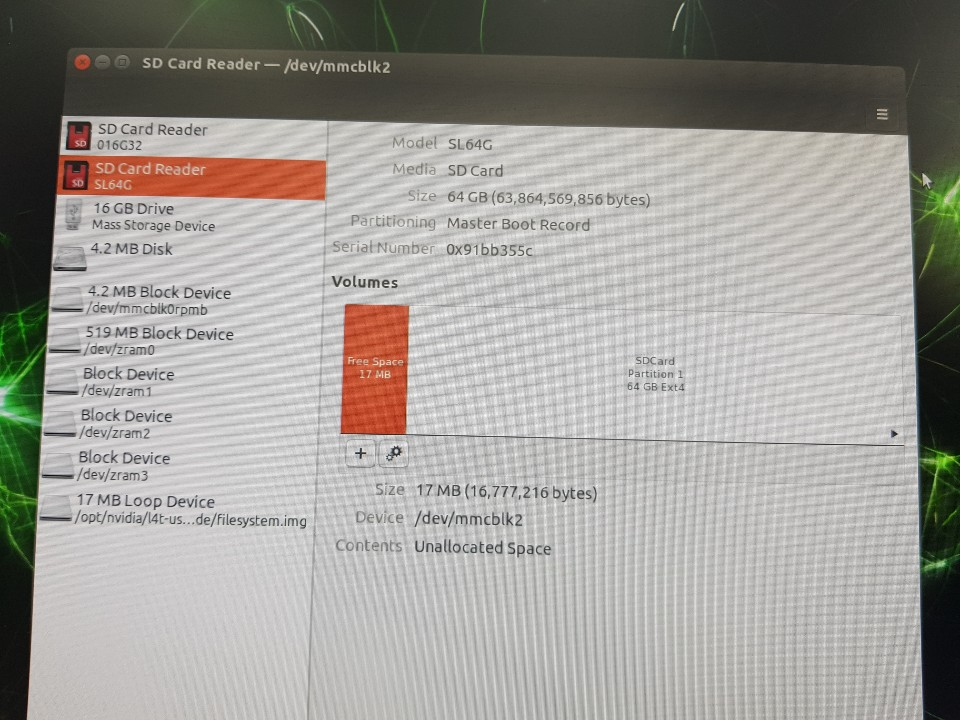 SD Card Reader — /dev/mmcblk2
SD Card Reader
016G32
SD
SD Card Reader
SL64G
SD
16 GB Drive
Mass Storage Device
4.2 MB Disk
4.2 MB Block Device
/dev/mmcblk0rpmb
519 MB Block Device
/dev/zram0
Block Device
/dev/zram1
Block Device
/dev/zram2
Block Device
/dev/zram3
17 MB Loop Device
/opt/nvidia/l4t-us...de/filesystem.img
Model SL64G
Media SD Card
Size 64 GB (63,864,569,856 bytes)
Partitioning Master Boot Record
Serial Number 0x91bb355c
Volumes
Free Space
17 MB
SDCard
Partition 1
64 GB Ext4
Size 17 MB (16,777,216 bytes)
Device /dev/mmcblk2
Contents Unallocated Space